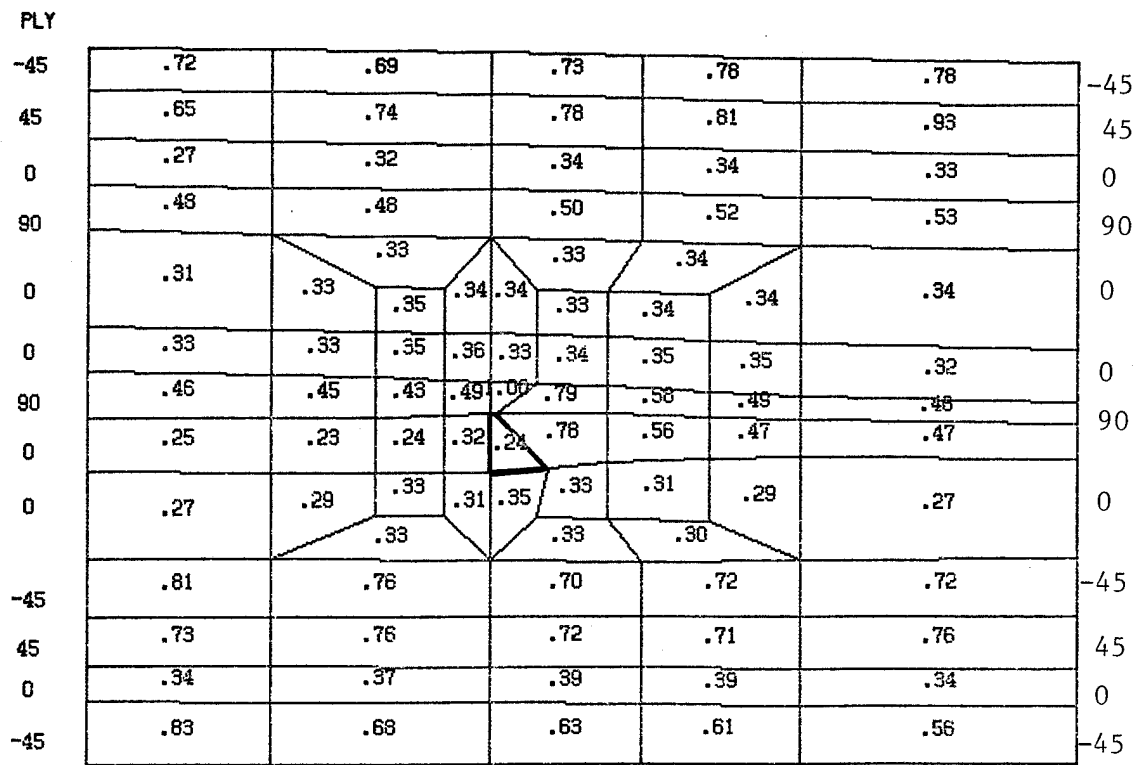 PLY
-45 .72 .69 .73 .78 .78 -45
45 .65 .74 .78 .81 .93 45
0 .27 .32 .34 .34 .33 0
90 .48 .48 .50 .52 .53 90
.33 .33 .34
0 .31 .33 .35 .34 .34 .33 .34 .34 .34 0
0 .33 .33 .35 .36 .33 .34 .35 .35 .32 0
90 .46 .45 .43 .49 .00 .79 .58 .49 .48 90
0 .25 .23 .24 .32 .24 .78 .56 .47 .47
0 .27 .29 .33 .31 .35 .33 .31 .29 .27 0
.33 .33 .30
-45 .81 .76 .70 .72 .72 -45
45 .73 .76 .72 .71 .76 45
0 .34 .37 .39 .39 .34 0
-45 .83 .68 .63 .61 .56 -45